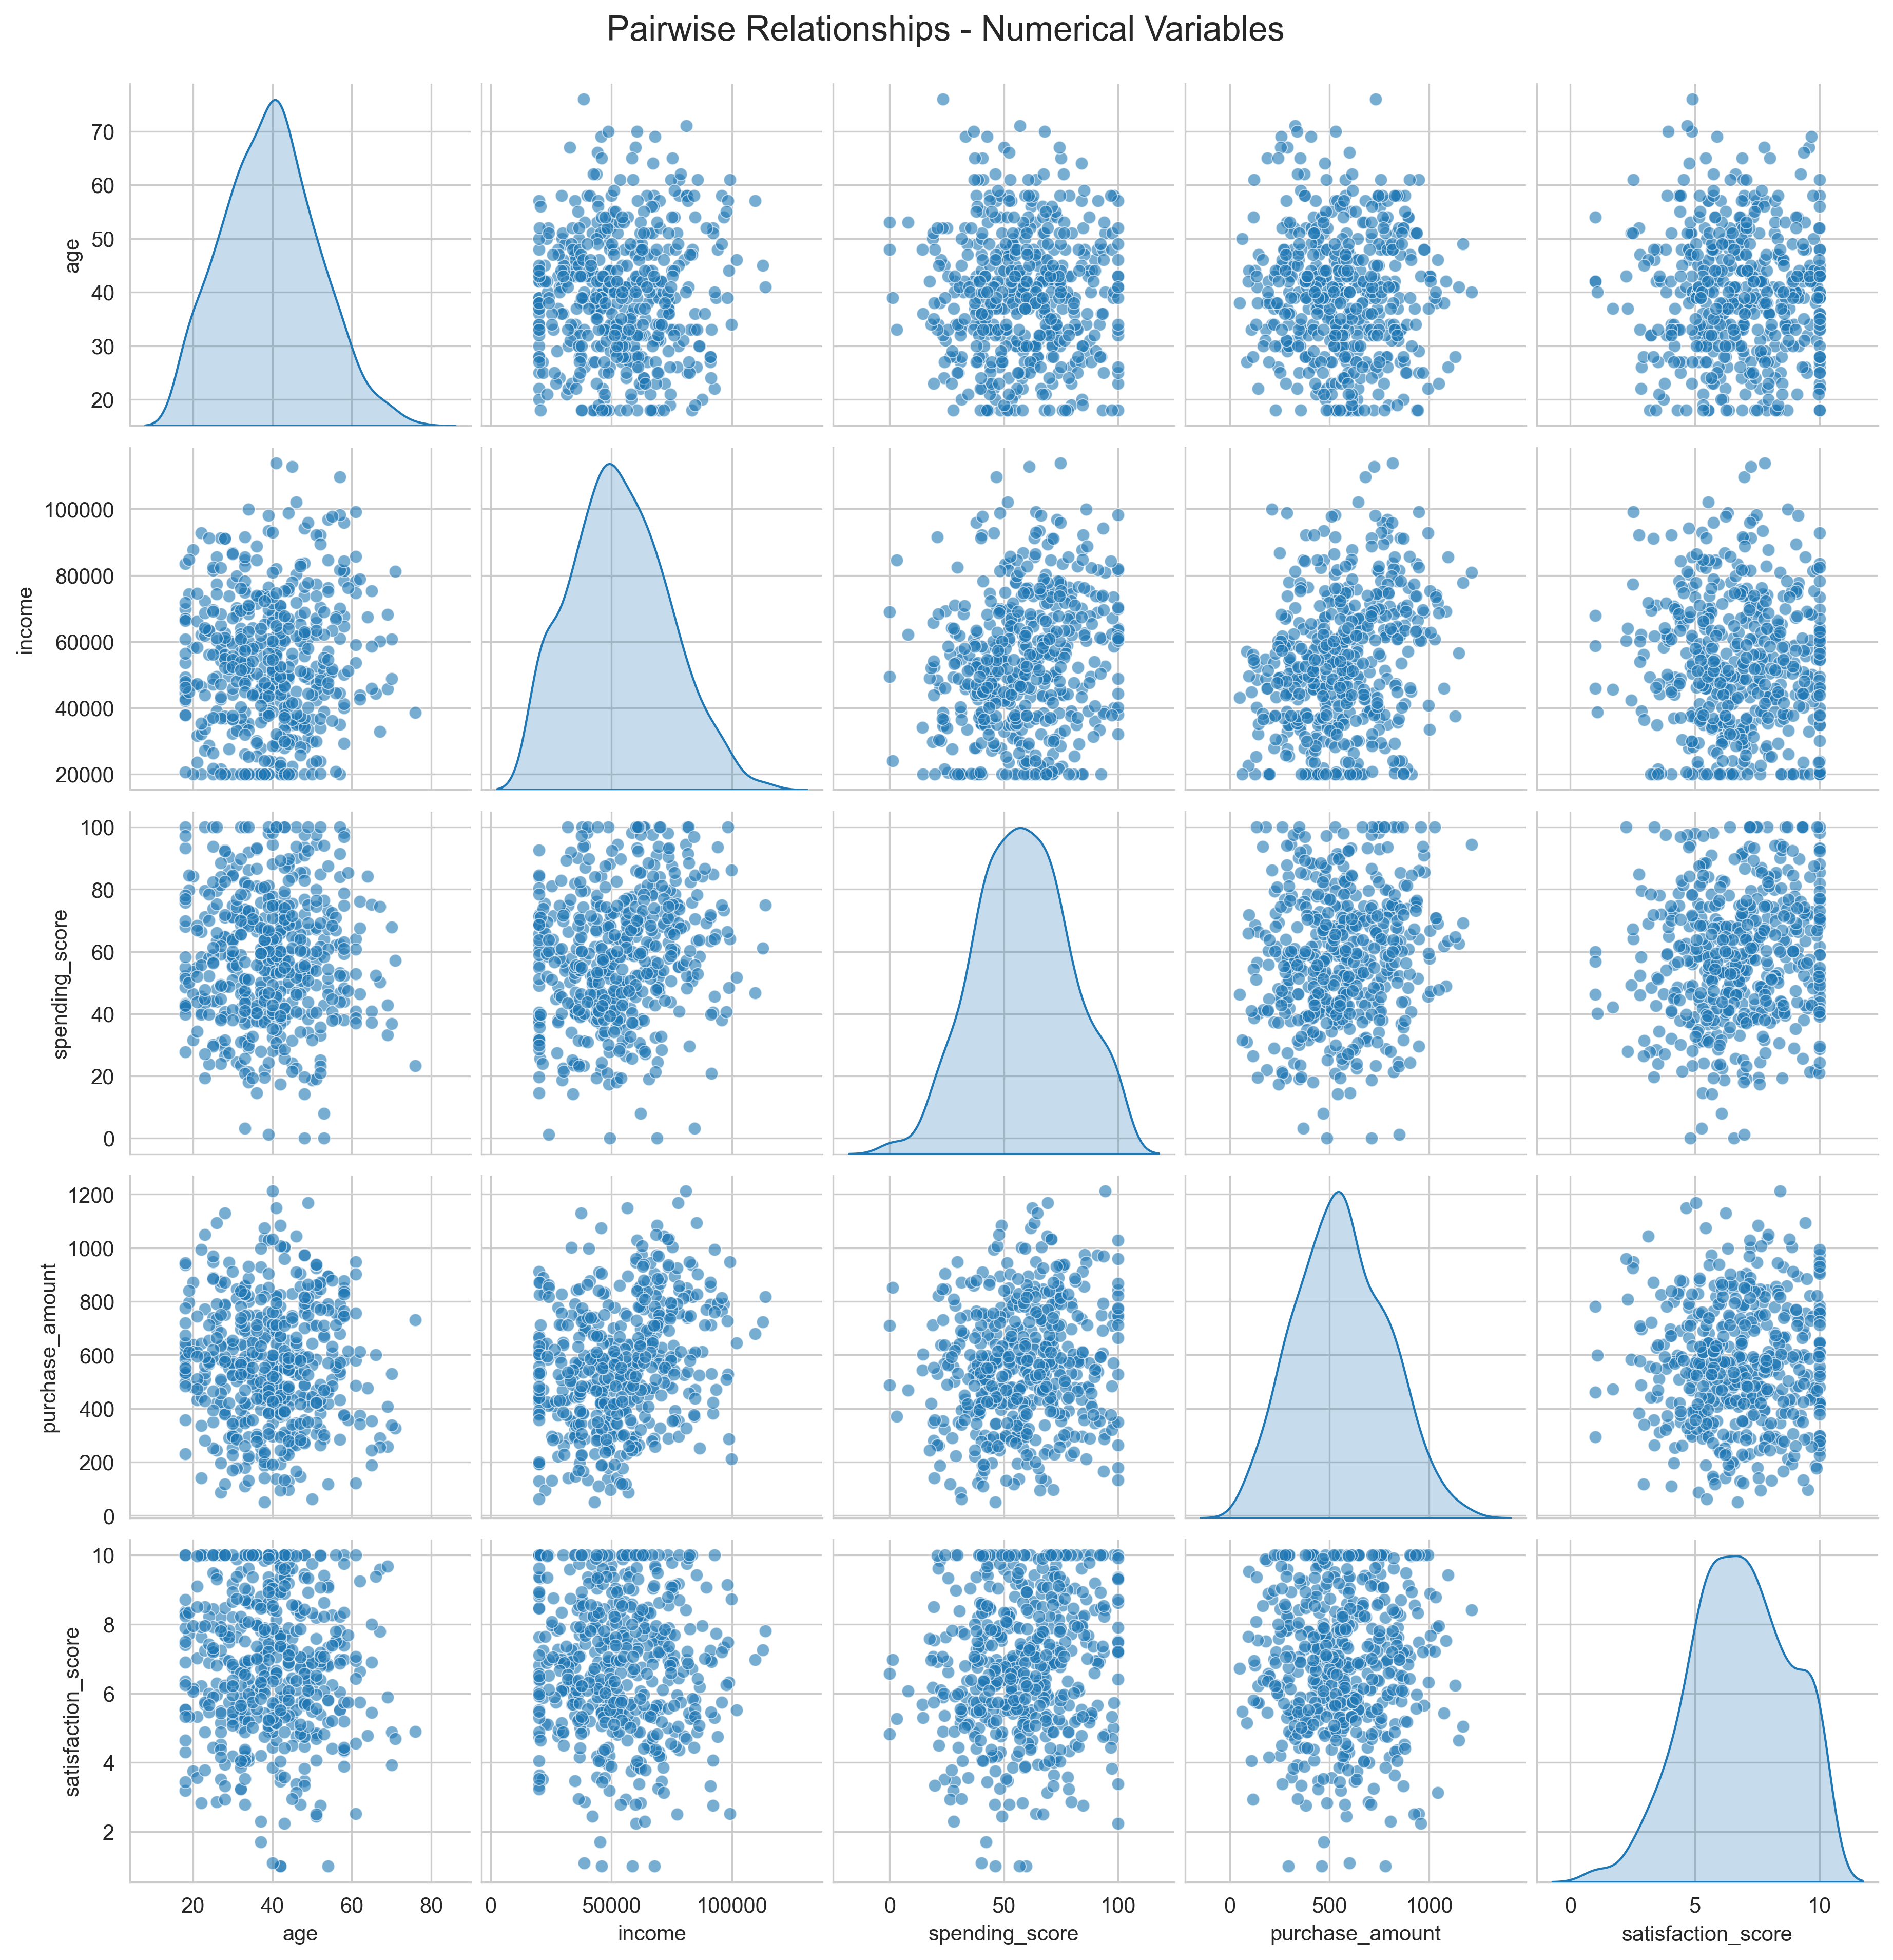 Pairwise Relationships - Numerical Variables
70
60
50
40
30
20
age
100000
80000
60000
40000
20000
income
100
80
60
40
20
0
spending_score
1200
1000
800
600
400
200
0
purchase_amount
10
8
6
4
2
satisfaction_score
20 40 60 80
0 50000 100000
0 50 100
0 500 1000
0 5 10
age
income
spending_score
purchase_amount
satisfaction_score